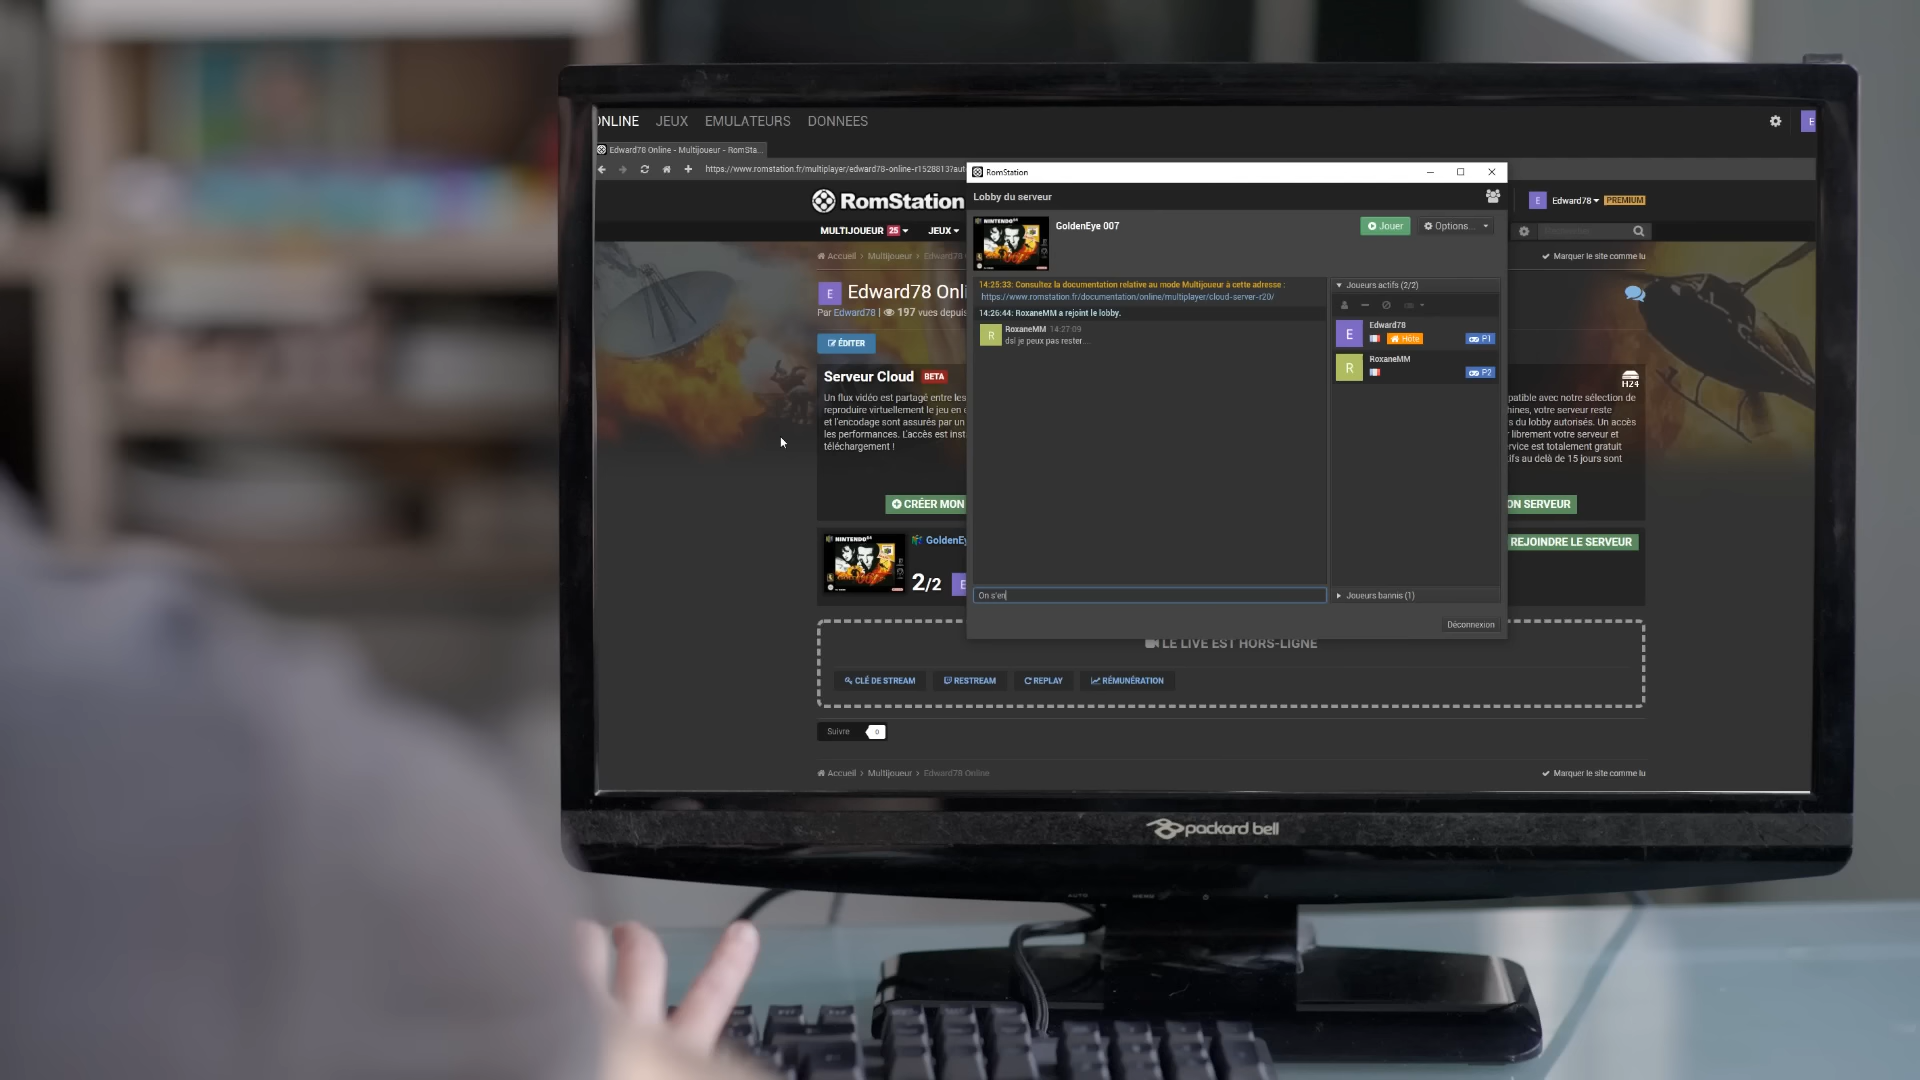 ONLINE JEUX EMULATEURS DONNEES
E
Edward78 Online - Multijoueur - RomSta...
https://www.romstation.fr/multiplayer/edward78-online-r152881
RomStation
Edward78 PREMIUM
MULTIJOUEUR 25 JEUX
Accueil > Multijoueur > Edward78
Marquer le site comme lu
E Edward78 Onli
Par Edward78 | 197 vues depuis
ÉDITER
Serveur Cloud BETA
Un flux vidéo est partagé entre les
reproduire virtuellement le jeu en
et l'encodage sont assurés par un
les performances. L'accès est inst
téléchargement !
CRÉER MON
NINTENDO
GoldenEy
2/2
E
RomStation
Lobby du serveur
NINTENDO
GoldenEye 007
Jouer
Options...
14:25:33: Consultez la documentation relative au mode Multijoueur à cette adresse :
https://www.romstation.fr/documentation/online/multiplayer/cloud-server-r20/
14:26:44: RoxaneMM a rejoint le lobby.
R RoxaneMM 14:27:09
dsl je peux pas rester...
On s'en
Joueurs actifs (2/2)
E Edward78
Hôte P1
R RoxaneMM
P2
Joueurs bannis (1)
Déconnexion
H24
patible avec notre sélection de
hines, votre serveur reste
s du lobby autorisés. Un accès
librement votre serveur et
rvice est totalement gratuit
ifs au delà de 15 jours sont
ON SERVEUR
REJOINDRE LE SERVEUR
LE LIVE EST HORS-LIGNE
CLÉ DE STREAM RESTREAM REPLAY RÉMUNÉRATION
Suivre 0
Accueil > Multijoueur > Edward78 Online
Marquer le site comme lu
packard bell
AUTO MENU